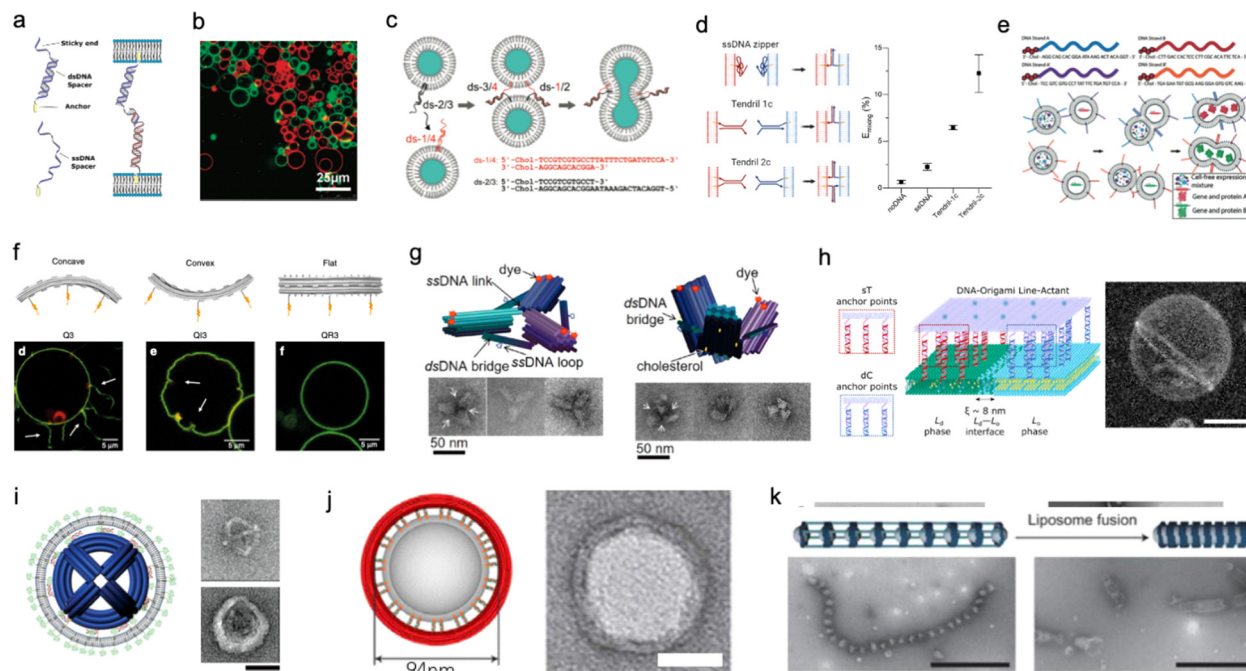 a
Sticky end
dsDNA
Spacer
Anchor
ssDNA
Spacer
b
25μm
c
ds-2/3
ds-3/4
ds-1/2
ds-1/4
ds-1/4: 5'-Chol-TCCGTCGTGCCTTATTTCTGATGTCCA-3'
3'-Chol-AGGCAGCACGGA-5'
ds-2/3: 5'-Chol-TCCGTCGTGCCT-3'
3'-Chol-AGGCAGCACGGAATAAAGACTACAGGT-5'
d
ssDNA zipper
Tendril 1c
Tendril 2c
E mixing (%)
15
10
5
0
noDNA
ssDNA
Tendril-1c
Tendril-2c
e
DNA Strand A
DNA Strand B
DNA Strand A'
DNA Strand B'
Cell-free expression
mixture
Gene and protein A
Gene and protein B
f
Concave
Convex
Flat
Q3
QI3
QR3
d
e
f
5 μm
5 μm
5 μm
g
ssDNA link
dye
dsDNA bridge
ssDNA loop
50 nm
dsDNA
bridge
dye
cholesterol
50 nm
h
sT
anchor points
dC
anchor points
DNA-Origami Line-Actant
ξ ~ 8 nm
Ld
phase
Ld—Lo
interface
Lo
phase
i
j
94nm
k
Liposome fusion